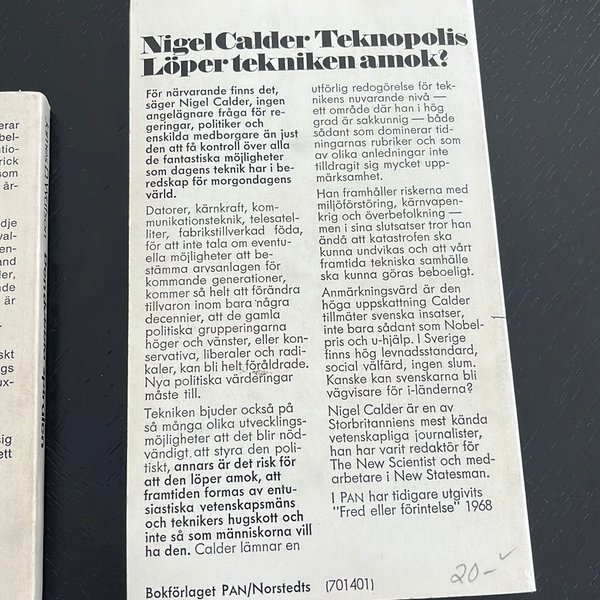 Nigel Calder Teknopolis
Löper tekniken amok?
För närvarande finns det,
säger Nigel Calder, ingen
angelägnare fråga för re-
geringar, politiker och
enskilda medborgare än just
den att få kontroll över alla
de fantastiska möjligheter
som dagens teknik har i be-
redskap för morgondagens
värld.
Datorer, kärnkraft, kom-
munikationsteknik, telesatel-
liter, fabrikstillverkad föda,
för att inte tala om eventu-
ella möjligheter att be-
stämma arvsanlagen för
kommande generationer,
kommer så helt att förändra
tillvaron inom bara några
decennier, att de gamla
politiska grupperingarna
höger och vänster, eller kon-
servativa, liberaler och radi-
kaler, kan bli helt föråldrade.
Nya politiska värderingar
måste till.
Tekniken bjuder också på
så många olika utvecklings-
möjligheter att det blir nöd-
vändigt att styra den poli-
tiskt, annars är det risk för
att den löper amok, att
framtiden formas av entu-
siastiska vetenskapsmäns
och teknikers hugskott och
inte så som människorna vill
ha den. Calder lämnar en
utförlig redogörelse för tek-
nikens nuvarande nivå —
ett område där han i hög
grad är sakkunnig — både
sådant som dominerar tid-
ningarnas rubriker och som
av olika anledningar inte
tilldragit sig mycket upp-
märksamhet.
Han framhåller riskerna med
miljöförstöring, kärnvapen-
krig och överbefolkning —
men i sina slutsatser tror han
ändå att katastrofen ska
kunna undvikas och att vårt
framtida tekniska samhälle
ska kunna göras beboeligt.
Anmärkningsvärd är den
höga uppskattning Calder
tillmäter svenska insatser,
inte bara sådant som Nobel-
pris och u-hjälp. I Sverige
finns hög levnadsstandard,
social välfärd, ingen slum.
Kanske kan svenskarna bli
vägvisare för i-länderna?
Nigel Calder är en av
Storbritanniens mest kända
vetenskapliga journalister,
han har varit redaktör för
The New Scientist och med-
arbetare i New Statesman.
I PAN har tidigare utgivits
"Fred eller förintelse" 1968
Bokförlaget PAN/Norstedts (701401)
20-